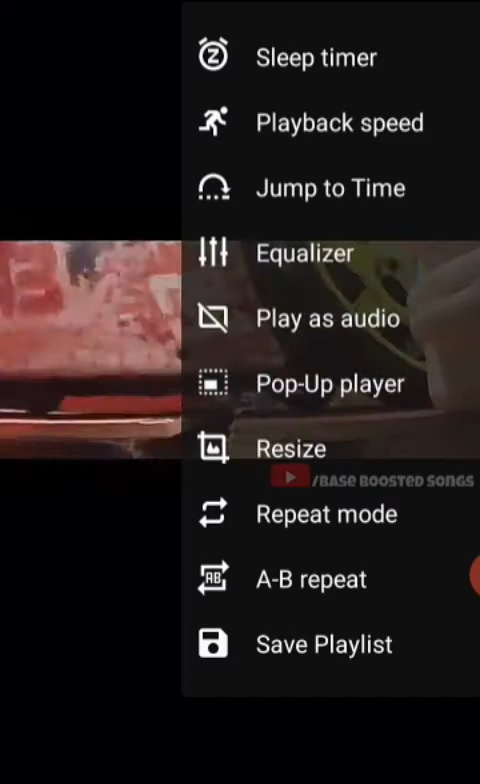 Sleep timer
Playback speed
Jump to Time
Equalizer
Play as audio
Pop-Up player
Resize
/BASE BOOSTED SONGS
Repeat mode
AB
A-B repeat
Save Playlist